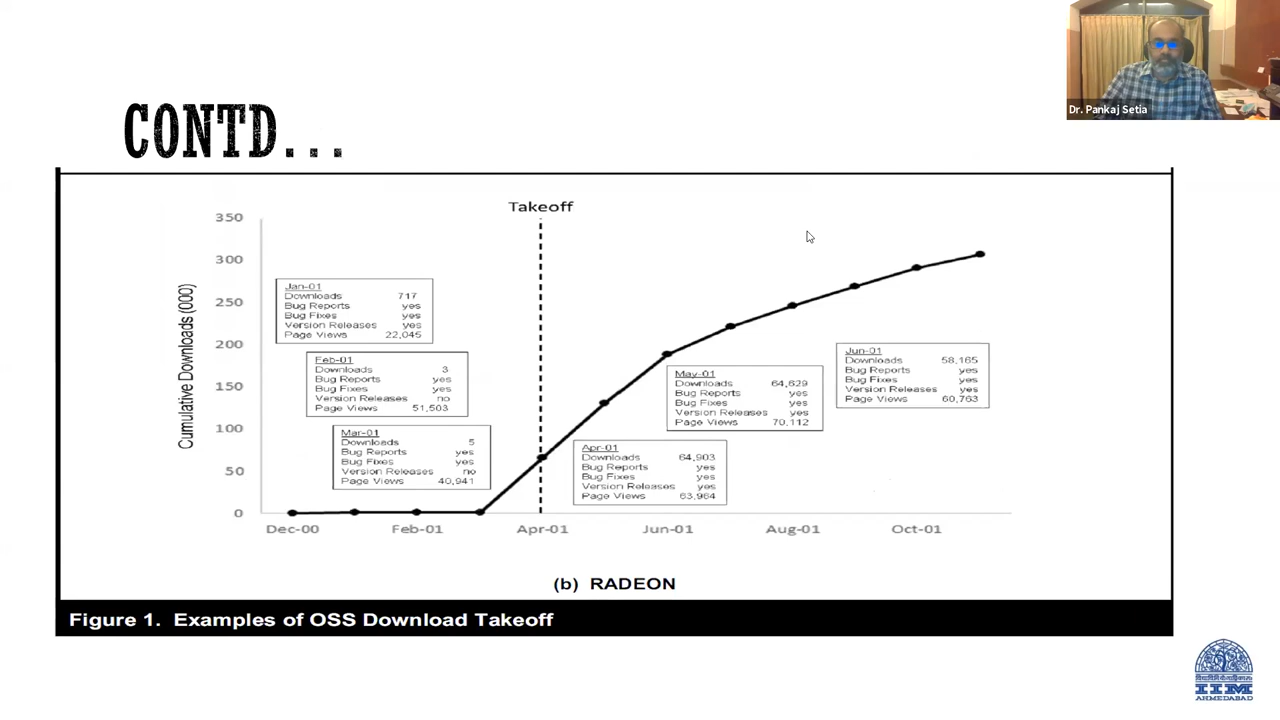 Dr. Pankaj Setia
CONTD...
Takeoff
Cumulative Downloads (000)
350
300
250
200
150
100
50
0
Jan-01
Downloads 717
Bug Reports yes
Bug Fixes yes
Version Releases yes
Page Views 22,045
Feb-01
Downloads 3
Bug Reports yes
Bug Fixes yes
Version Releases no
Page Views 51,503
Mar-01
Downloads 5
Bug Reports yes
Bug Fixes yes
Version Releases no
Page Views 40,941
Apr-01
Downloads 64,903
Bug Reports yes
Bug Fixes yes
Version Releases yes
Page Views 63,964
May-01
Downloads 64,629
Bug Reports yes
Bug Fixes yes
Version Releases yes
Page Views 70,112
Jun-01
Downloads 58,165
Bug Reports yes
Bug Fixes yes
Version Releases yes
Page Views 60,763
Dec-00 Feb-01 Apr-01 Jun-01 Aug-01 Oct-01
(b) RADEON
Figure 1. Examples of OSS Download Takeoff
IIM
AHMEDABAD